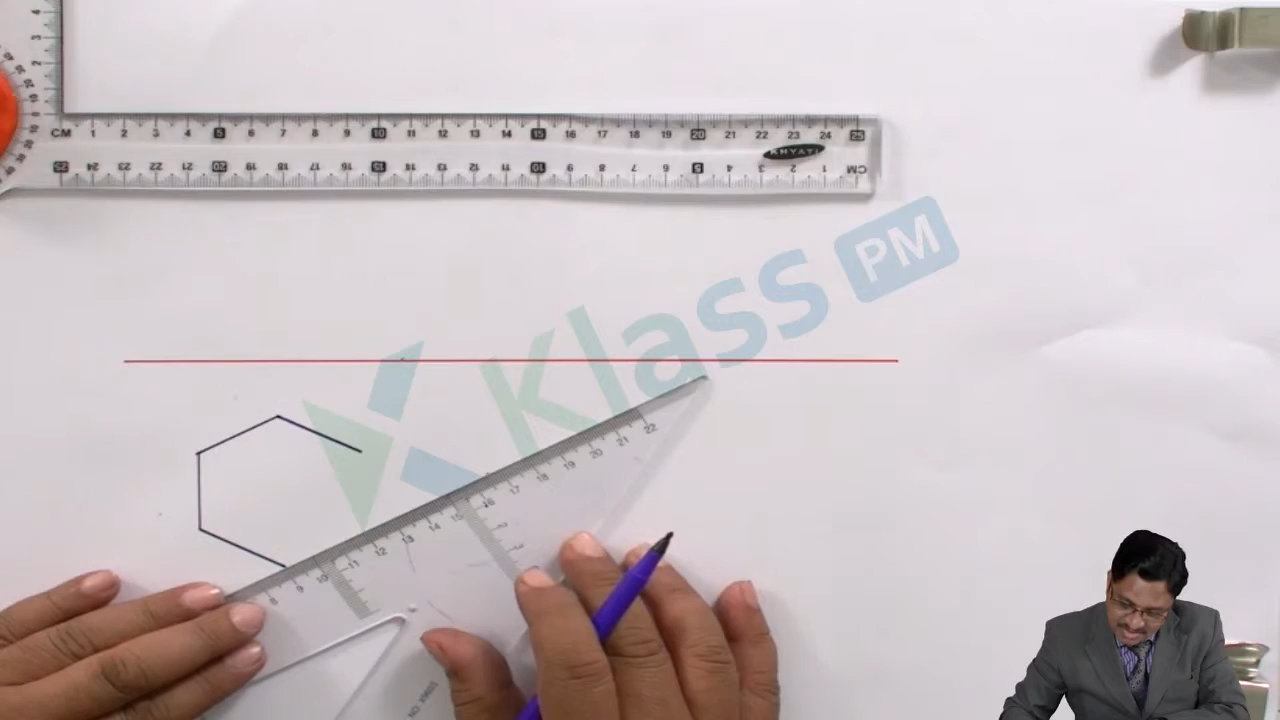 4
3
2
CM 1 2 3 4 5 6 7 8 9 10 11 12 13 14 15 16 17 18 19 20 21 22 23 24 25
KHYATI
25 24 23 22 21 20 19 18 17 16 15 14 13 12 11 10 9 8 7 6 5 4 3 2 1 CM
Klass PM
8 9 10 11 12 13 14 15 16 17 18 19 20 21 22